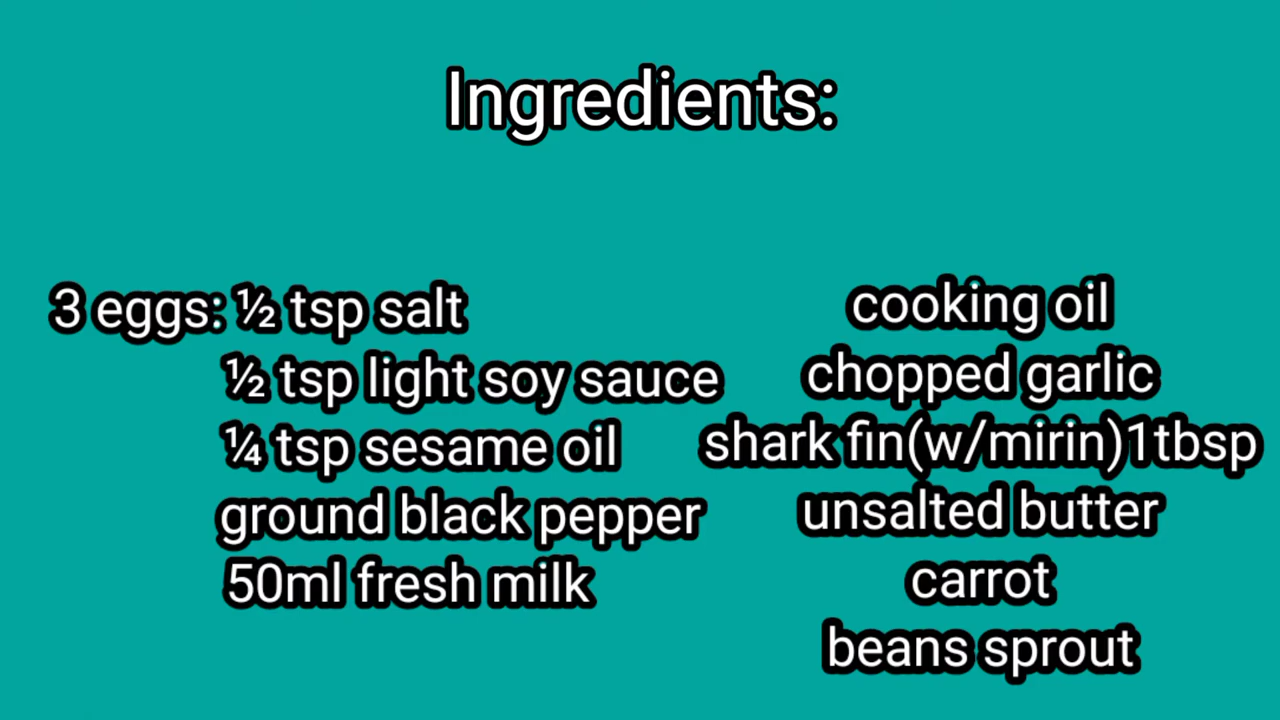 Ingredients:
3 eggs: ½ tsp salt
½ tsp light soy sauce
¼ tsp sesame oil
ground black pepper
50ml fresh milk
cooking oil
chopped garlic
shark fin(w/mirin)1tbsp
unsalted butter
carrot
beans sprout